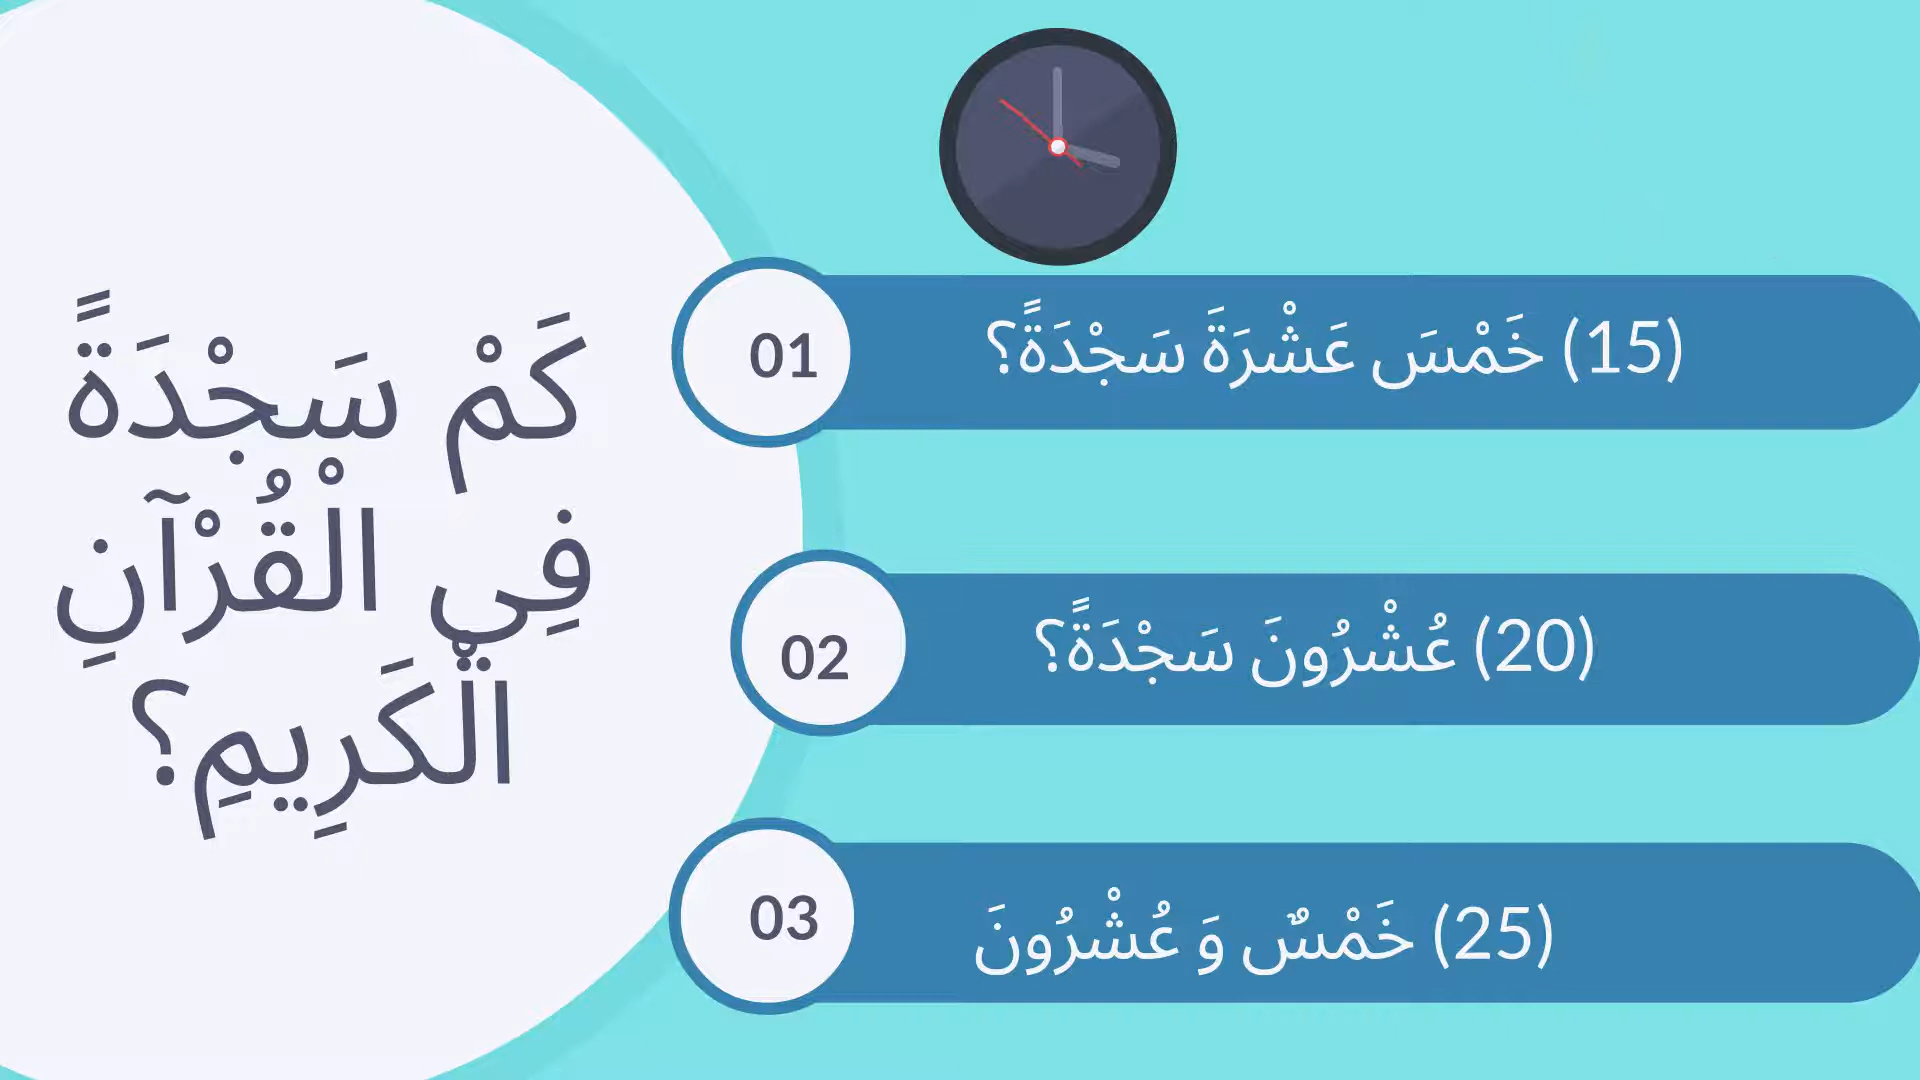 كَمْ سَجْدَةً
فِي الْقُرْآنِ
الْكَرِيمِ؟
01
(15) خَمْسَ عَشْرَةَ سَجْدَةً؟
02
(20) عُشْرُونَ سَجْدَةً؟
03
(25) خَمْسٌ وَ عُشْرُونَ